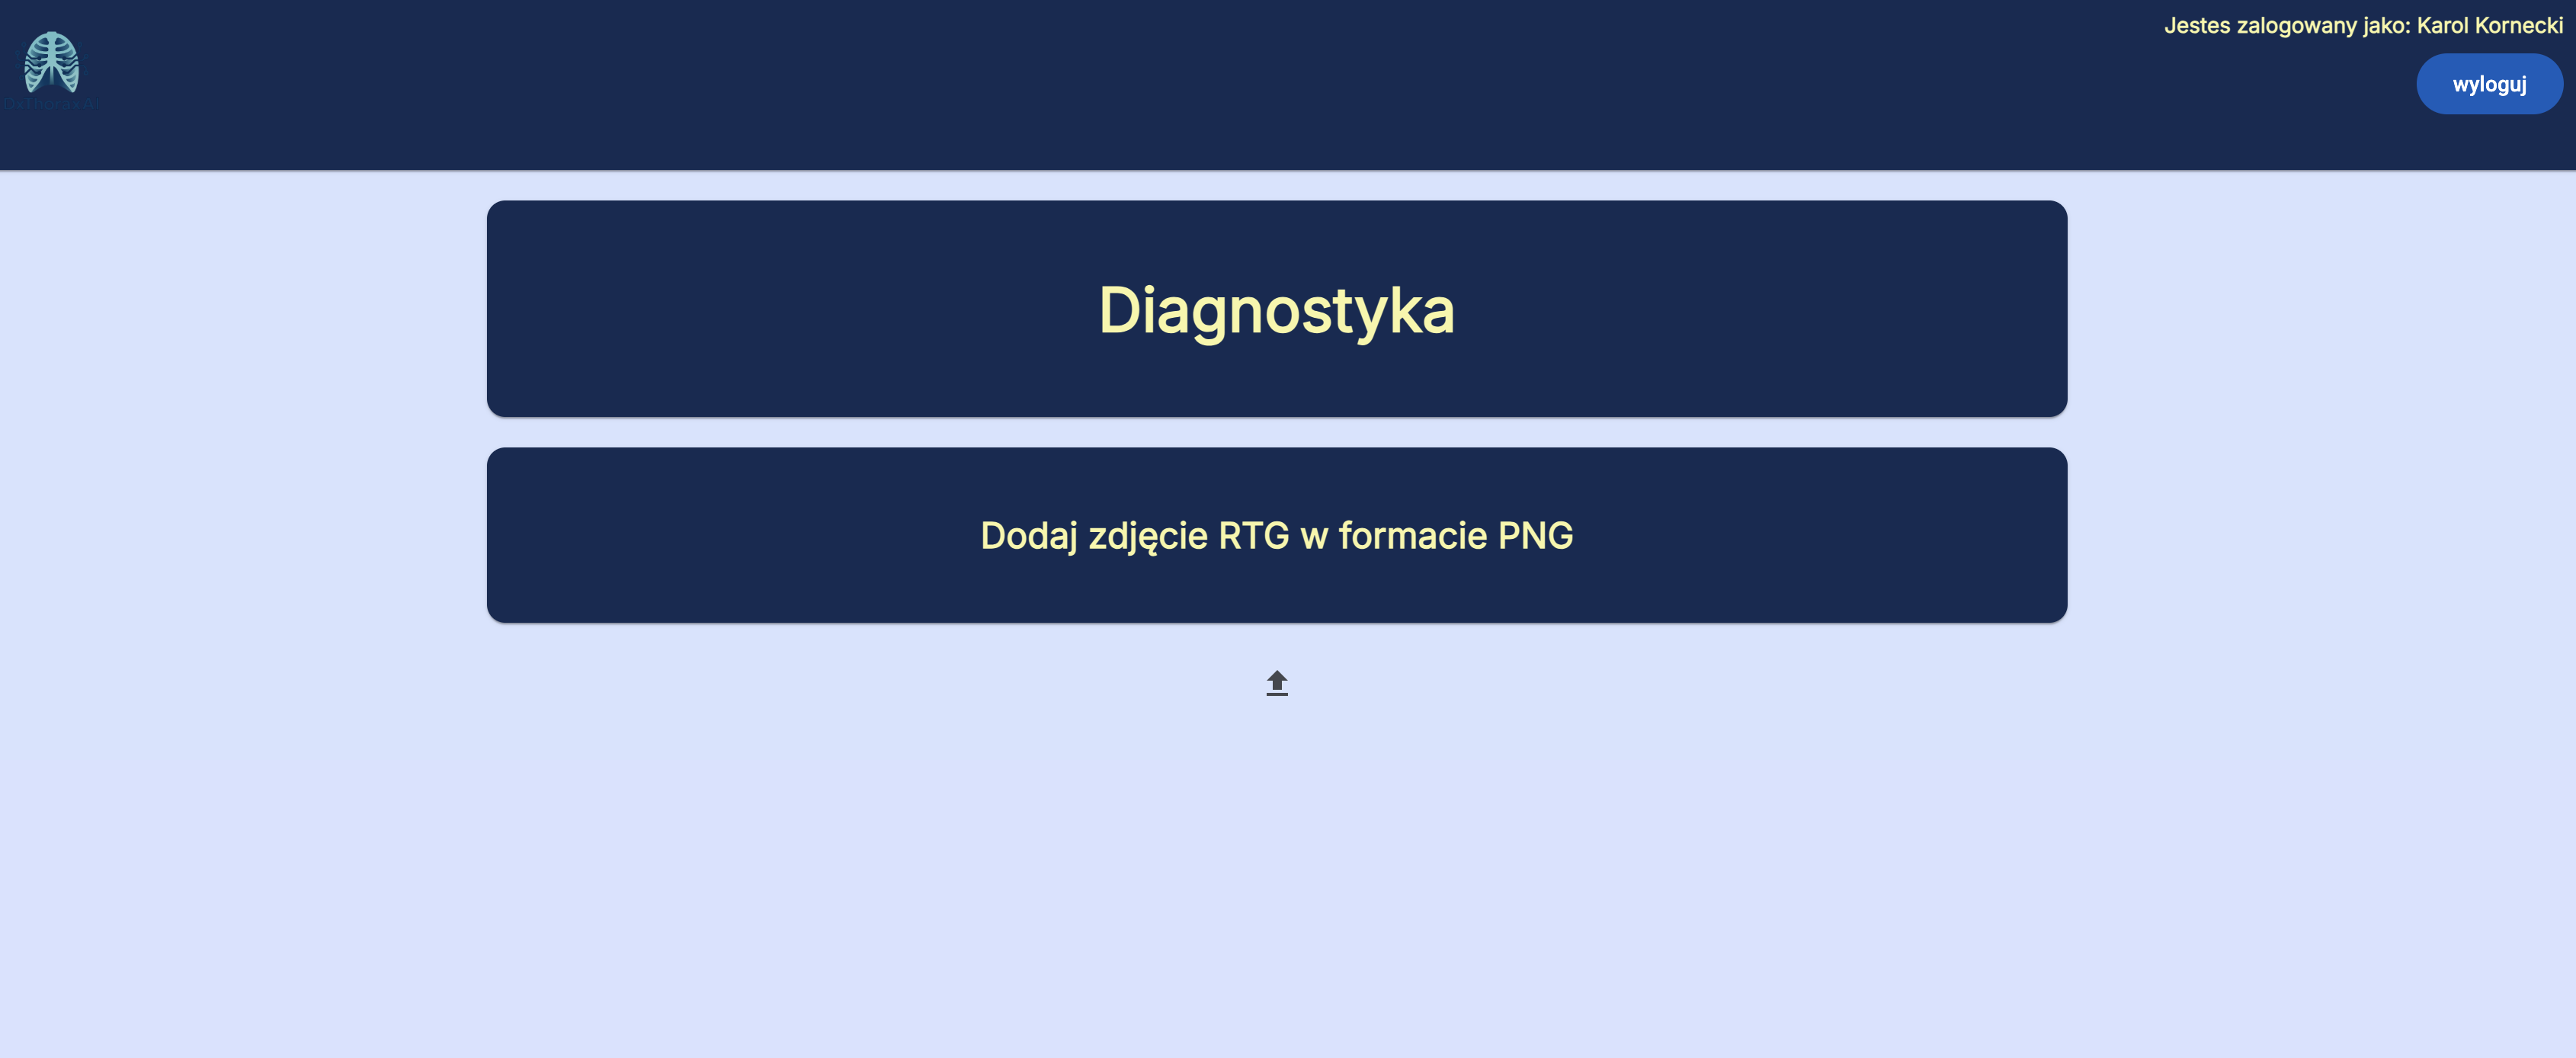 Jestes zalogowany jako: Karol Kornecki
wyloguj
Diagnostyka
Dodaj zdjęcie RTG w formacie PNG